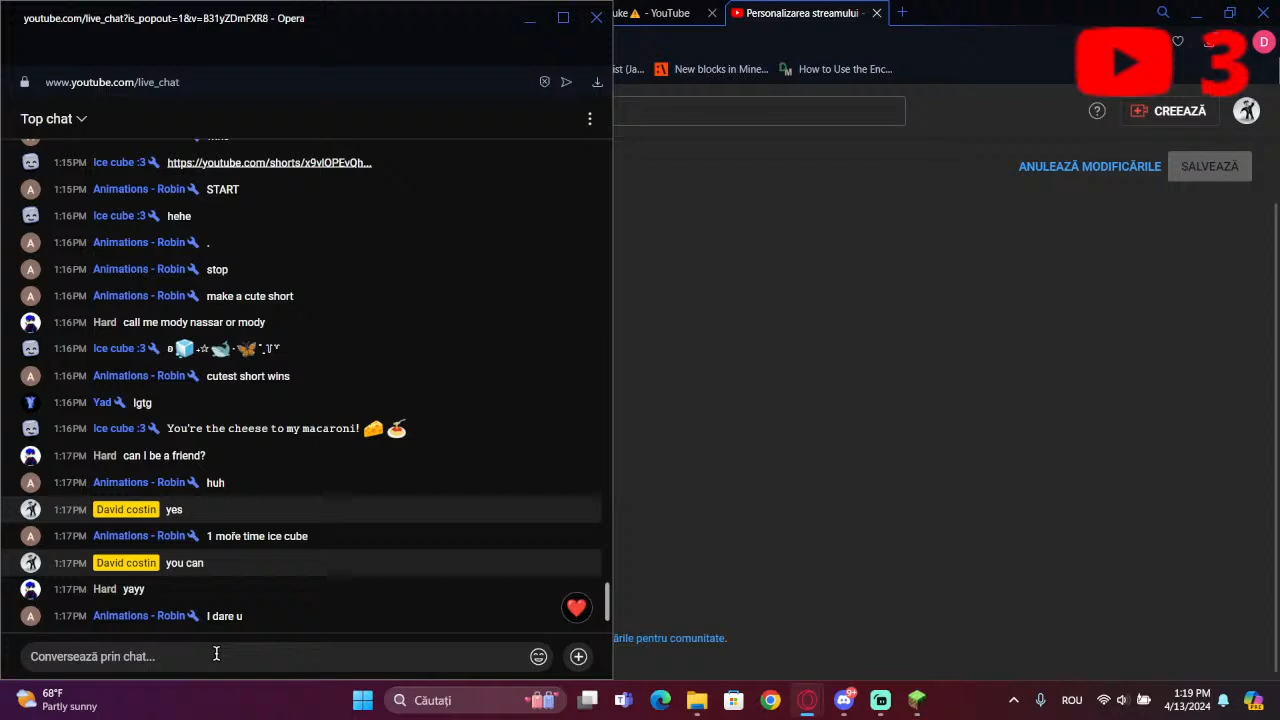 youtube.com/live_chat?is_popout=1&v=B31yZDmFXR8 - Opera
uke⚠ - YouTube
Personalizarea streamului -
www.youtube.com/live_chat
ist (Ja...
New blocks in Mine...
DM
How to Use the Enc...
D
3
Top chat
CREEAZĂ
ANULEAZĂ MODIFICĂRILE
SALVEAZĂ
1:15PM Ice cube :3 https://youtube.com/shorts/x9vlOPEvOh...
A 1:15PM Animations - Robin START
1:16PM Ice cube :3 hehe
A 1:16PM Animations - Robin .
A 1:16PM Animations - Robin stop
A 1:16PM Animations - Robin make a cute short
1:16PM Hard call me mody nassar or mody
1:16PM Ice cube :3
A 1:16PM Animations - Robin cutest short wins
Y 1:16PM Yad lgtg
1:16PM Ice cube :3 You're the cheese to my macaroni! 🧀🍝
1:17PM Hard can I be a friend?
A 1:17PM Animations - Robin huh
1:17PM David costin yes
A 1:17PM Animations - Robin 1 moře time ice cube
1:17PM David costin you can
1:17PM Hard yayy
A 1:17PM Animations - Robin I dare u
ările pentru comunitate.
Conversează prin chat...
68°F
Partly sunny
Căutați
9+
ROU
1:19 PM
4/13/2024
PRE